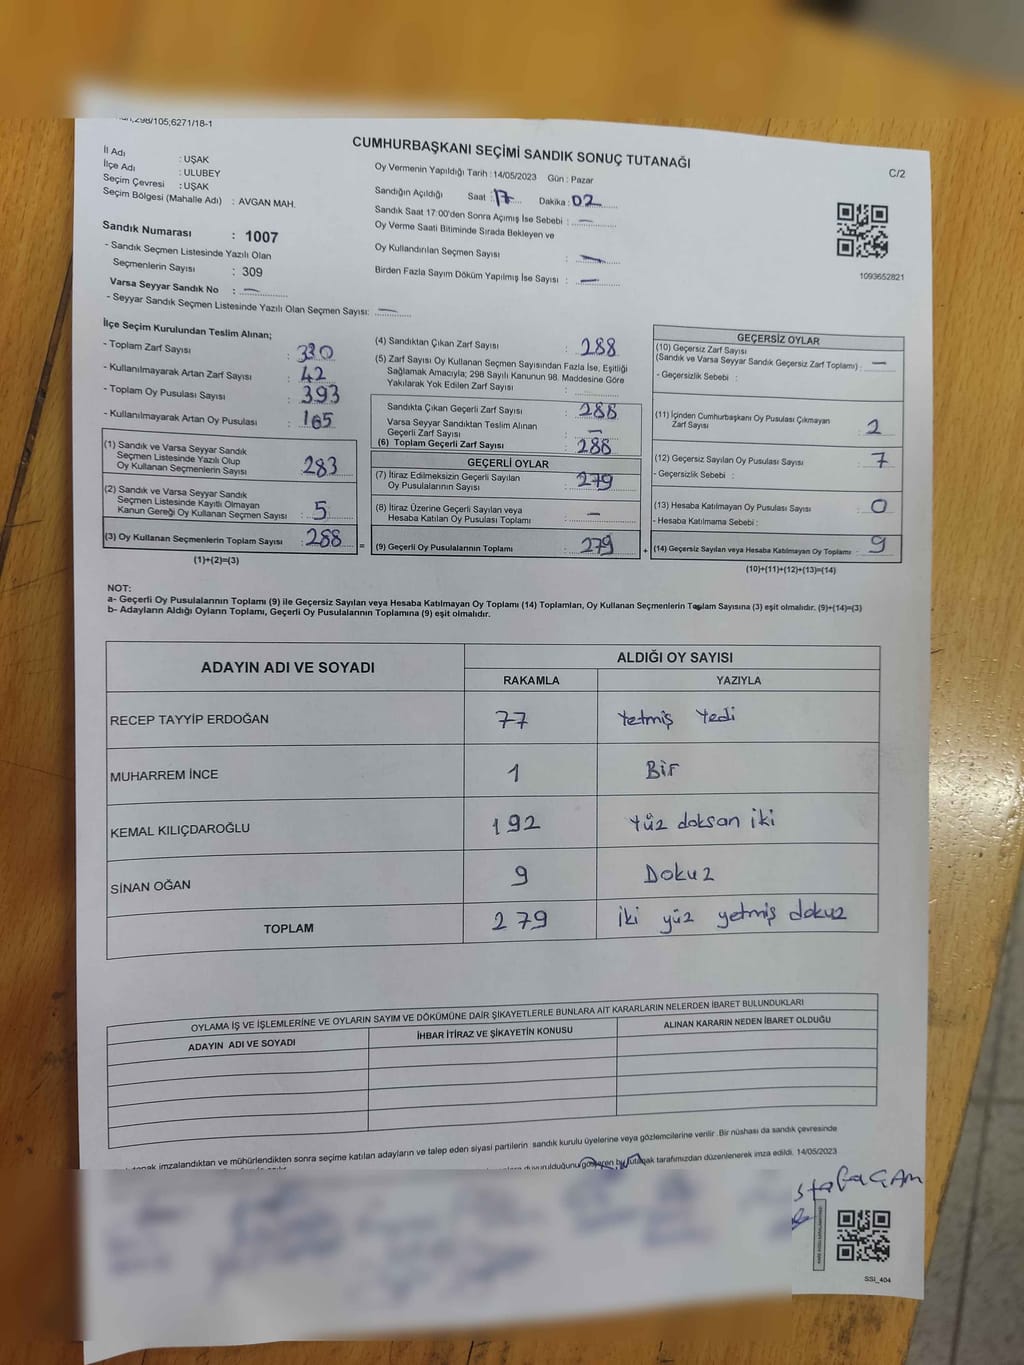 298/105,6271/18-1
CUMHURBAŞKANI SEÇİMİ SANDIK SONUÇ TUTANAĞI
C/2
İl Adı : UŞAK
İlçe Adı : ULUBEY
Seçim Çevresi : UŞAK
Seçim Bölgesi (Mahalle Adı) : AVGAN MAH.
Oy Vermenin Yapıldığı Tarih : 14/05/2023 Gün : Pazar
Sandığın Açıldığı Saat : 17 Dakika : 02
Sandık Saat 17:00'den Sonra Açımış İse Sebebi : —
Oy Verme Saati Bitiminde Sırada Bekleyen ve
Oy Kullandırılan Seçmen Sayısı : —
Birden Fazla Sayım Döküm Yapılmış İse Sayısı : —
1093652821
Sandık Numarası : 1007
- Sandık Seçmen Listesinde Yazılı Olan
Seçmenlerin Sayısı : 309
Varsa Seyyar Sandık No : —
- Seyyar Sandık Seçmen Listesinde Yazılı Olan Seçmen Sayısı: —
İlçe Seçim Kurulundan Teslim Alınan;
- Toplam Zarf Sayısı : 330
- Kullanılmayarak Artan Zarf Sayısı : 42
- Toplam Oy Pusulası Sayısı : 393
- Kullanılmayarak Artan Oy Pusulası : 105
(1) Sandık ve Varsa Seyyar Sandık
Seçmen Listesinde Yazılı Olup
Oy Kullanan Seçmenlerin Sayısı : 283
(2) Sandık ve Varsa Seyyar Sandık
Seçmen Listesinde Kayıtlı Olmayan
Kanun Gereği Oy Kullanan Seçmen Sayısı : 5
(3) Oy Kullanan Seçmenlerin Toplam Sayısı : 288 =
(1)+(2)=(3)
(4) Sandıktan Çıkan Zarf Sayısı : 288
(5) Zarf Sayısı Oy Kullanan Seçmen Sayısından Fazla İse, Eşitliği
Sağlamak Amacıyla; 298 Sayılı Kanunun 98. Maddesine Göre
Yakılarak Yok Edilen Zarf Sayısı :
Sandıkta Çıkan Geçerli Zarf Sayısı : 288
Varsa Seyyar Sandıktan Teslim Alınan
Geçerli Zarf Sayısı : —
(6) Toplam Geçerli Zarf Sayısı : 288
GEÇERLİ OYLAR
(7) İtiraz Edilmeksizin Geçerli Sayılan
Oy Pusulalarının Sayısı : 279
(8) İtiraz Üzerine Geçerli Sayılan veya
Hesaba Katılan Oy Pusulası Toplamı : —
(9) Geçerli Oy Pusulalarının Toplamı : 279 +
GEÇERSİZ OYLAR
(10) Geçersiz Zarf Sayısı
(Sandık ve Varsa Seyyar Sandık Geçersiz Zarf Toplamı) : —
- Geçersizlik Sebebi :
(11) İçinden Cumhurbaşkanı Oy Pusulası Çıkmayan
Zarf Sayısı : 2
(12) Geçersiz Sayılan Oy Pusulası Sayısı : 7
- Geçersizlik Sebebi :
(13) Hesaba Katılmayan Oy Pusulası Sayısı : 0
- Hesaba Katılmama Sebebi :
(14) Geçersiz Sayılan veya Hesaba Katılmayan Oy Toplamı : 9
(10)+(11)+(12)+(13)=(14)
NOT:
a- Geçerli Oy Pusulalarının Toplamı (9) ile Geçersiz Sayılan veya Hesaba Katılmayan Oy Toplamı (14) Toplamları, Oy Kullanan Seçmenlerin Toplam Sayısına (3) eşit olmalıdır. (9)+(14)=(3)
b- Adayların Aldığı Oyların Toplamı, Geçerli Oy Pusulalarının Toplamına (9) eşit olmalıdır.
ADAYIN ADI VE SOYADI ALDIĞI OY SAYISI
RAKAMLA YAZIYLA
RECEP TAYYİP ERDOĞAN 77 Yetmiş Yedi
MUHARREM İNCE 1 Bir
KEMAL KILIÇDAROĞLU 192 Yüz doksan iki
SİNAN OĞAN 9 Dokuz
TOPLAM 279 iki yüz yetmiş dokuz
OYLAMA İŞ VE İŞLEMLERİNE VE OYLARIN SAYIM VE DÖKÜMÜNE DAİR ŞİKAYETLERLE BUNLARA AİT KARARLARIN NELERDEN İBARET BULUNDUKLARI
ADAYIN ADI VE SOYADI İHBAR İTİRAZ VE ŞİKAYETİN KONUSU ALINAN KARARIN NEDEN İBARET OLDUĞU
imzalandıktan ve mühürlendikten sonra seçime katılan adayların ve talep eden siyasi partilerin sandık kurulu üyelerine veya gözlemcilerine verilir. Bir nüshası da sandık çevresinde
duyurulduğunu gösteren bu tutanak tarafımızdan düzenlenerek imza edildi. 14/05/2023
SSİ_404